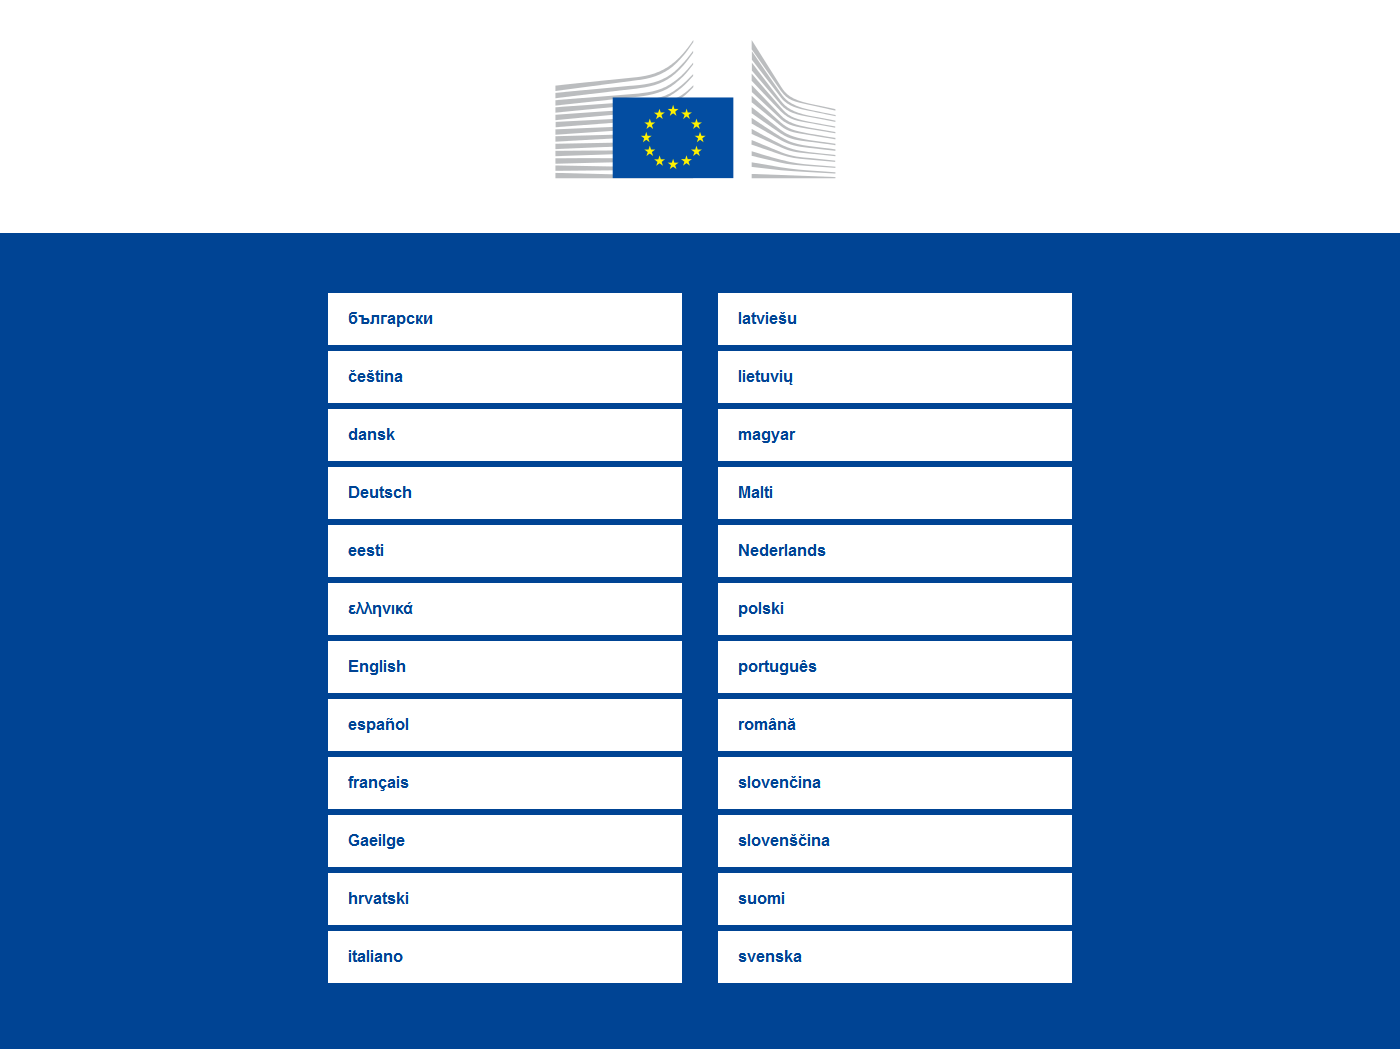 български
čeština
dansk
Deutsch
eesti
ελληνικά
English
español
français
Gaeilge
hrvatski
italiano
latviešu
lietuvių
magyar
Malti
Nederlands
polski
português
română
slovenčina
slovenščina
suomi
svenska